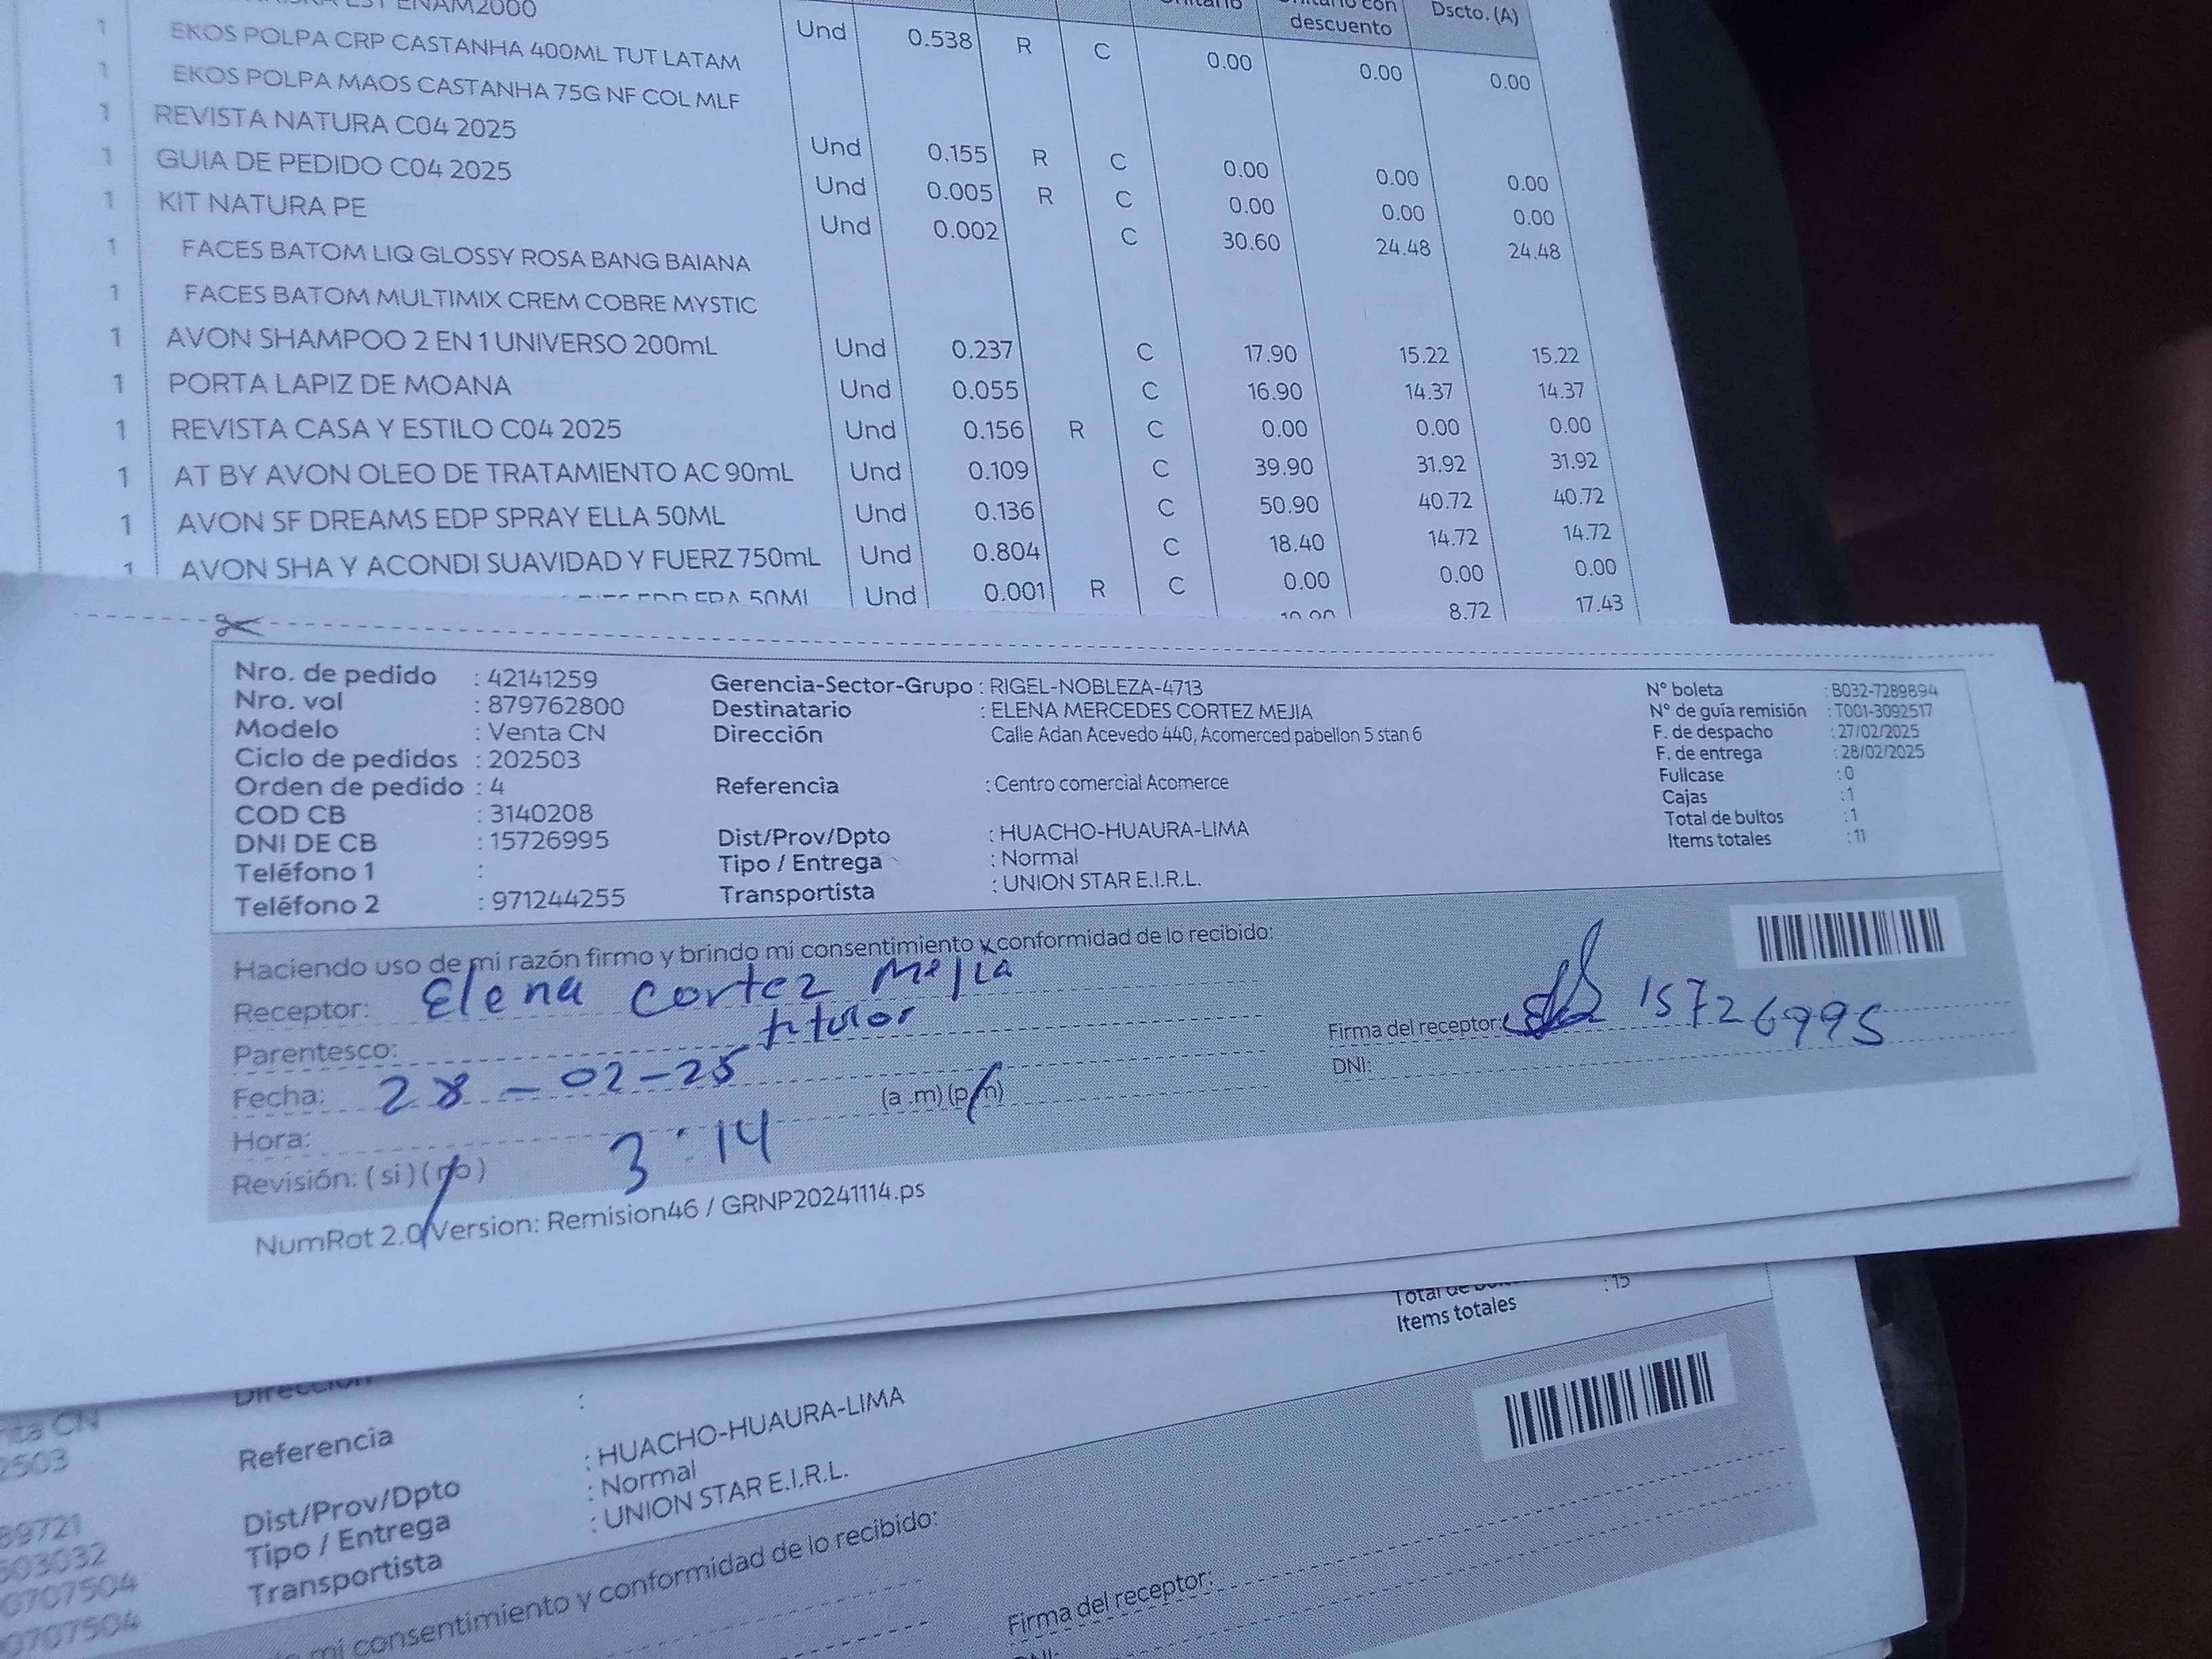 EST ENAM2000
unitario con descuento Dscto. (A)
1 EKOS POLPA CRP CASTANHA 400ML TUT LATAM Und 0.538 R C 0.00 0.00 0.00
1 EKOS POLPA MAOS CASTANHA 75G NF COL MLF
1 REVISTA NATURA C04 2025 Und 0.155 R C 0.00 0.00 0.00
1 GUIA DE PEDIDO C04 2025 Und 0.005 R C 0.00 0.00 0.00
1 KIT NATURA PE Und 0.002 C 30.60 24.48 24.48
1 FACES BATOM LIQ GLOSSY ROSA BANG BAIANA
1 FACES BATOM MULTIMIX CREM COBRE MYSTIC
1 AVON SHAMPOO 2 EN 1 UNIVERSO 200mL Und 0.237 C 17.90 15.22 15.22
1 PORTA LAPIZ DE MOANA Und 0.055 C 16.90 14.37 14.37
1 REVISTA CASA Y ESTILO C04 2025 Und 0.156 R C 0.00 0.00 0.00
1 AT BY AVON OLEO DE TRATAMIENTO AC 90mL Und 0.109 C 39.90 31.92 31.92
1 AVON SF DREAMS EDP SPRAY ELLA 50ML Und 0.136 C 50.90 40.72 40.72
1 AVON SHA Y ACONDI SUAVIDAD Y FUERZ 750mL Und 0.804 C 18.40 14.72 14.72
Und 0.001 R C 0.00 0.00 0.00
8.72 17.43
Nro. de pedido : 42141259
Nro. vol : 879762800
Modelo : Venta CN
Ciclo de pedidos : 202503
Orden de pedido : 4
COD CB : 3140208
DNI DE CB : 15726995
Teléfono 1 :
Teléfono 2 : 971244255
Gerencia-Sector-Grupo : RIGEL-NOBLEZA-4713
Destinatario : ELENA MERCEDES CORTEZ MEJIA
Dirección Calle Adan Acevedo 440, Acomerced pabellon 5 stan 6
Referencia : Centro comercial Acomerce
Dist/Prov/Dpto : HUACHO-HUAURA-LIMA
Tipo / Entrega : Normal
Transportista : UNION STAR E.I.R.L.
N° boleta : B032-7289894
N° de guía remisión : T001-3092517
F. de despacho : 27/02/2025
F. de entrega : 28/02/2025
Fullcase : 0
Cajas : 1
Total de bultos : 1
Items totales : 11
Haciendo uso de mi razón firmo y brindo mi consentimiento y conformidad de lo recibido:
Receptor: Elena Cortez Mejia
Parentesco: titular
Fecha: 28-02-25
Hora: 3:14 (a .m) (p.m)
Revisión: (si) (no)
Firma del receptor: 15726995
DNI:
NumRot 2.0 Version: Remision46 / GRNP20241114.ps
Total de : 15
Items totales
Dirección
Referencia :
Dist/Prov/Dpto : HUACHO-HUAURA-LIMA
Tipo / Entrega : Normal
Transportista : UNION STAR E.I.R.L.
nta CN
2503
89721
503032
0707504
0707504
mi consentimiento y conformidad de lo recibido:
Firma del receptor: